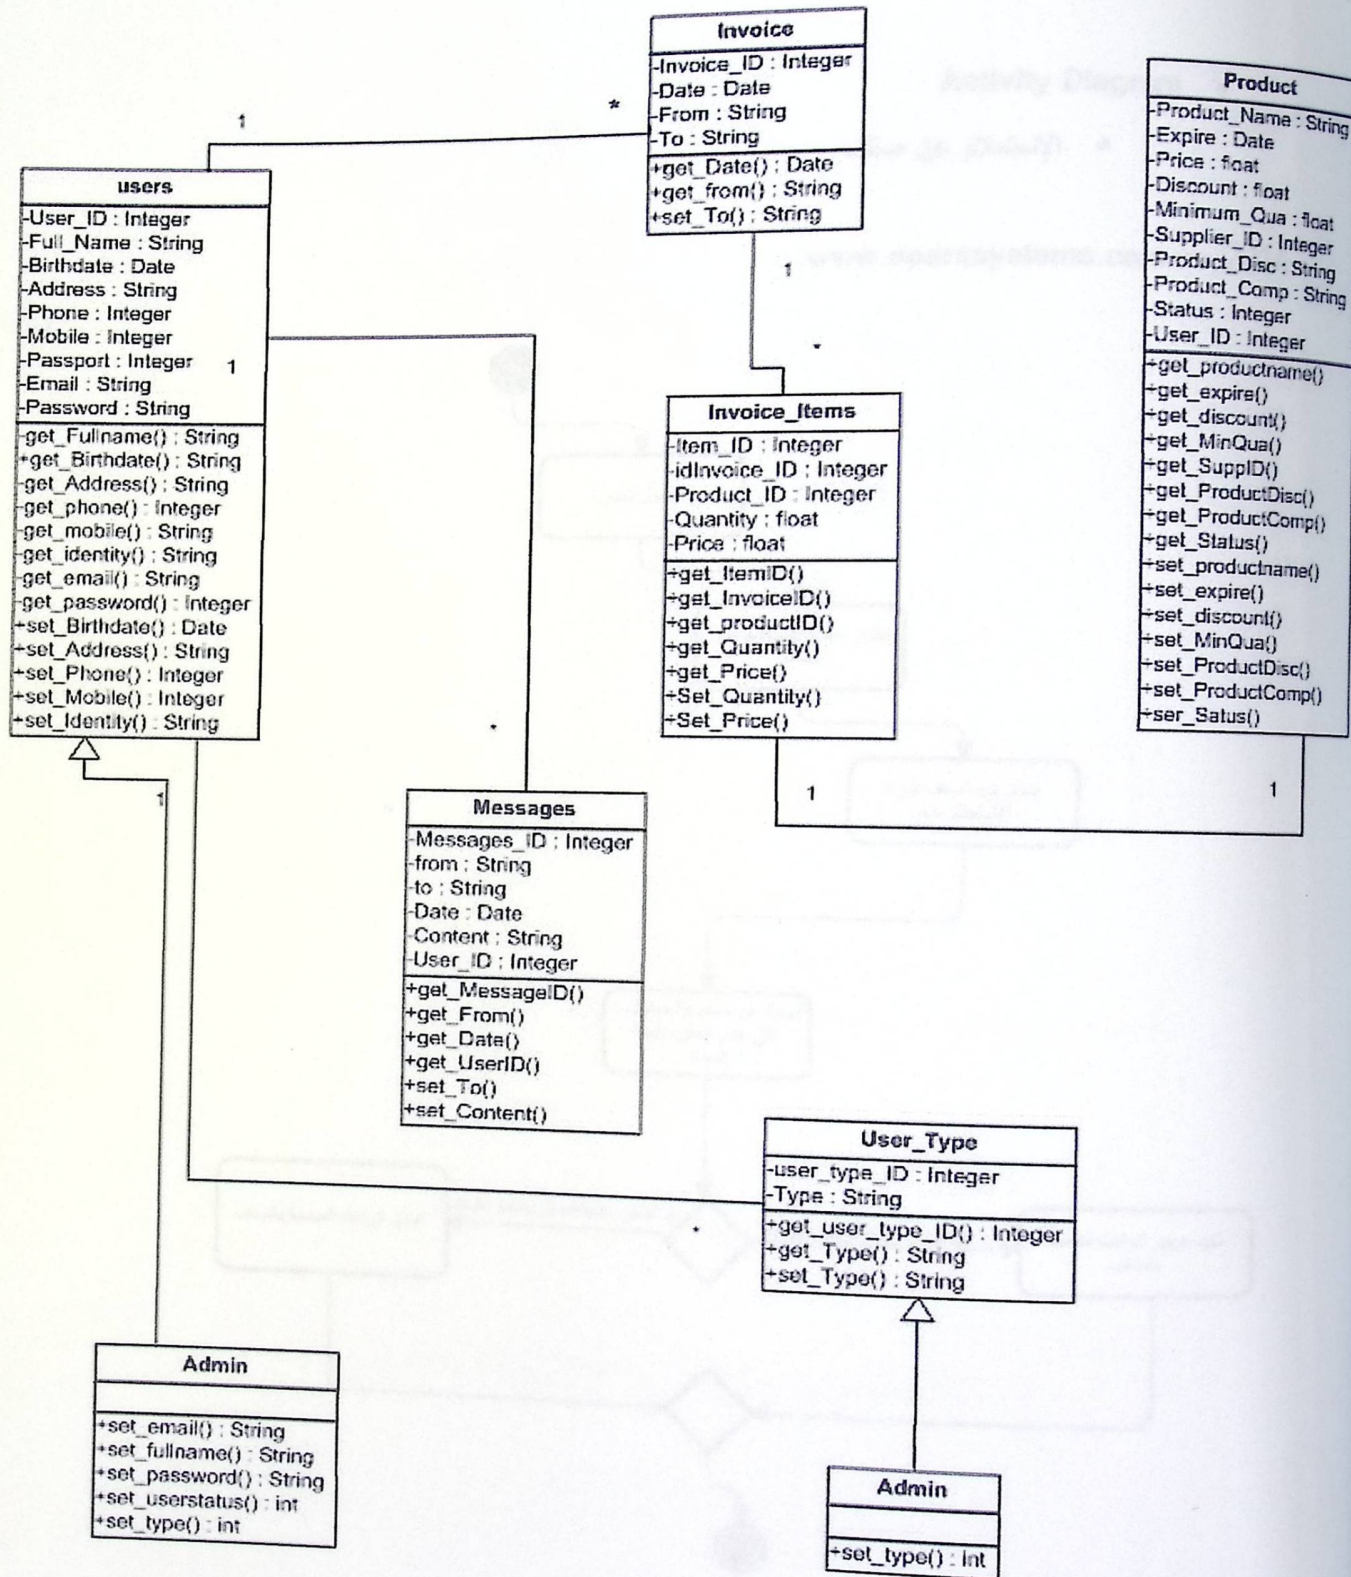 Invoice
-Invoice_ID : Integer
-Date : Date
-From : String
-To : String
+get_Date() : Date
+get_from() : String
+set_To() : String
Product
-Product_Name : String
-Expire : Date
-Price : float
-Discount : float
-Minimum_Qua : float
-Supplier_ID : Integer
-Product_Disc : String
-Product_Comp : String
-Status : Integer
-User_ID : Integer
+get_productname()
+get_expire()
+get_discount()
+get_MinQua()
+get_SuppID()
+get_ProductDisc()
+get_ProductComp()
+get_Status()
+set_productname()
+set_expire()
+set_discount()
+set_MinQua()
+set_ProductDisc()
+set_ProductComp()
+ser_Satus()
1
*
users
-User_ID : Integer
-Full_Name : String
-Birthdate : Date
-Address : String
-Phone : Integer
-Mobile : Integer
-Passport : Integer
-Email : String
-Password : String
-get_Fullname() : String
+get_Birthdate() : String
-get_Address() : String
-get_phone() : Integer
-get_mobile() : String
-get_identity() : String
-get_email() : String
-get_password() : Integer
+set_Birthdate() : Date
+set_Address() : String
+set_Phone() : Integer
+set_Mobile() : Integer
+set_Identity() : String
1
1
*
Invoice_Items
-Item_ID : Integer
-idInvoice_ID : Integer
-Product_ID : Integer
-Quantity : float
-Price : float
+get_ItemID()
+get_InvoiceID()
+get_productID()
+get_Quantity()
+get_Price()
+Set_Quantity()
+Set_Price()
*
1
1
1
Messages
-Messages_ID : Integer
-from : String
-to : String
-Date : Date
-Content : String
-User_ID : Integer
+get_MessageID()
+get_From()
+get_Date()
+get_UserID()
+set_To()
+set_Content()
User_Type
-user_type_ID : Integer
-Type : String
+get_user_type_ID() : Integer
+get_Type() : String
+set_Type() : String
*
Admin
+set_email() : String
+set_fullname() : String
+set_password() : String
+set_userstatus() : int
+set_type() : int
Admin
+set_type() : int